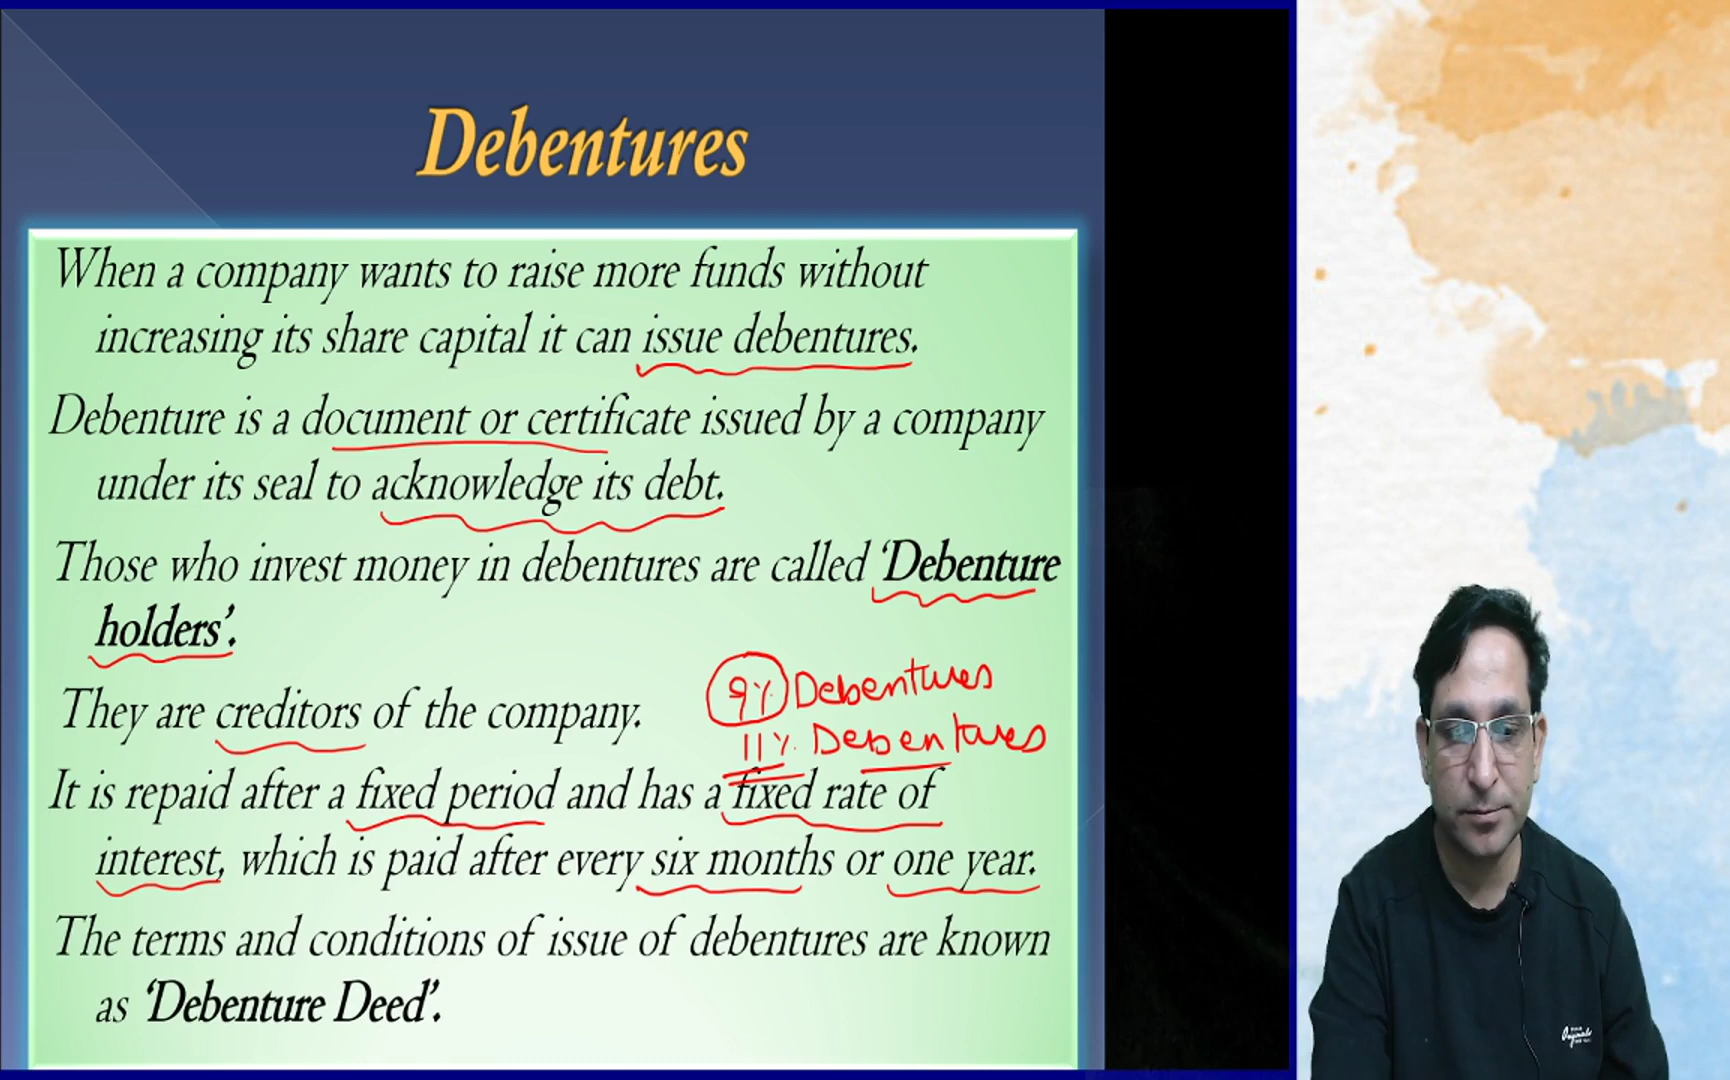 Debentures
When a company wants to raise more funds without
increasing its share capital it can issue debentures.
Debenture is a document or certificate issued by a company
under its seal to acknowledge its debt.
Those who invest money in debentures are called ‘Debenture
holders’.
9% Debentures
They are creditors of the company.
11% Debentures
It is repaid after a fixed period and has a fixed rate of
interest, which is paid after every six months or one year.
The terms and conditions of issue of debentures are known
as ‘Debenture Deed’.
Originals